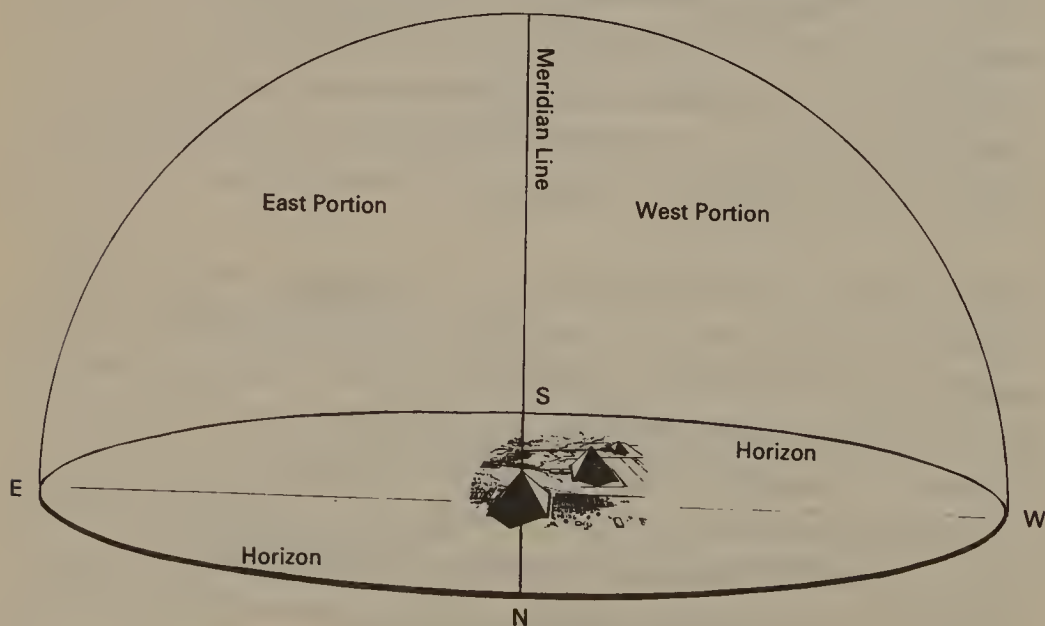 Meridian Line
East Portion
West Portion
S
Horizon
E
W
Horizon
N